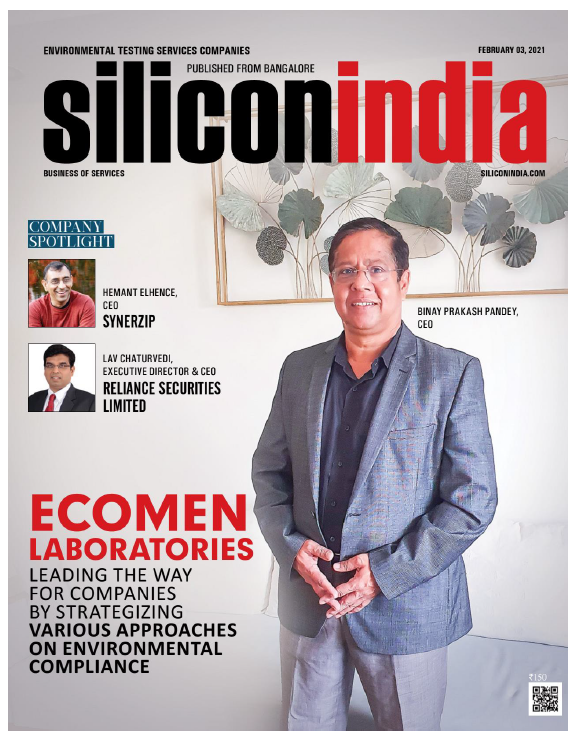 ENVIRONMENTAL TESTING SERVICES COMPANIES
FEBRUARY 03, 2021
PUBLISHED FROM BANGALORE
siliconindia
BUSINESS OF SERVICES
SILICONINDIA.COM
COMPANY
SPOTLIGHT
HEMANT ELHENCE,
CEO
SYNERZIP
BINAY PRAKASH PANDEY,
CEO
LAV CHATURVEDI,
EXECUTIVE DIRECTOR & CEO
RELIANCE SECURITIES
LIMITED
ECOMEN
LABORATORIES
LEADING THE WAY
FOR COMPANIES
BY STRATEGIZING
VARIOUS APPROACHES
ON ENVIRONMENTAL
COMPLIANCE
₹150